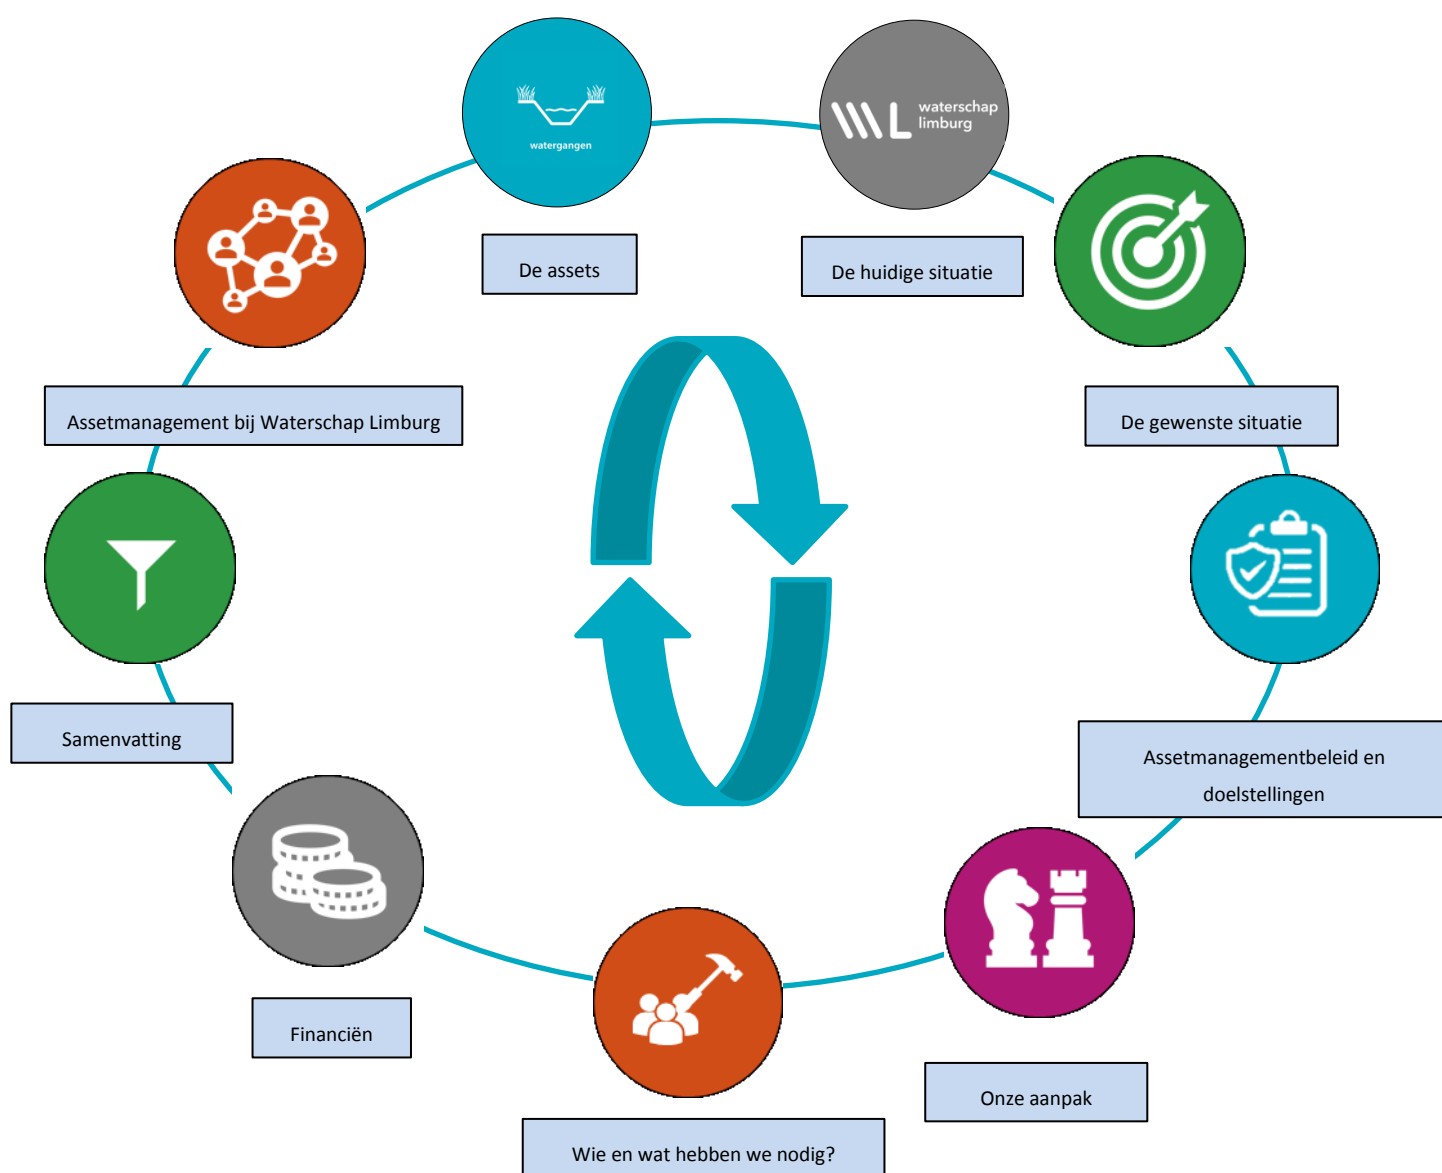 watergangen
waterschap
limburg
De assets
De huidige situatie
Assetmanagement bij Waterschap Limburg
De gewenste situatie
Samenvatting
Assetmanagementbeleid en
doelstellingen
Financiën
Onze aanpak
Wie en wat hebben we nodig?